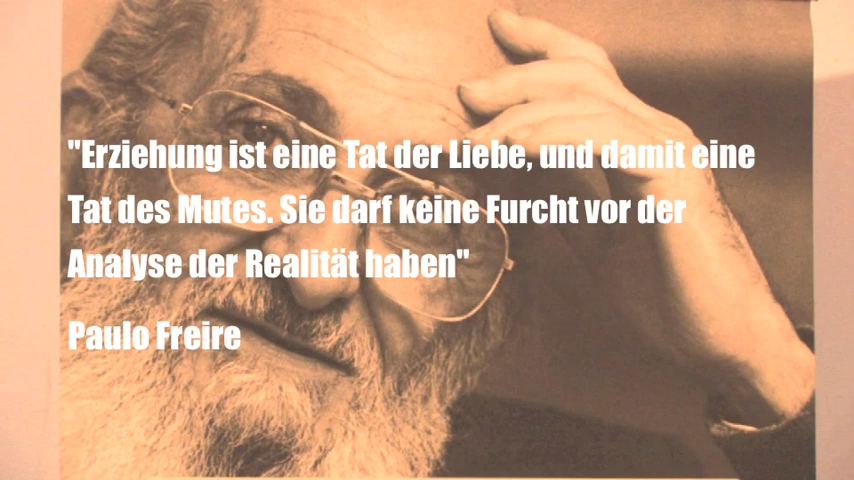 "Erziehung ist eine Tat der Liebe, und damit eine
Tat des Mutes. Sie darf keine Furcht vor der
Analyse der Realität haben"
Paulo Freire